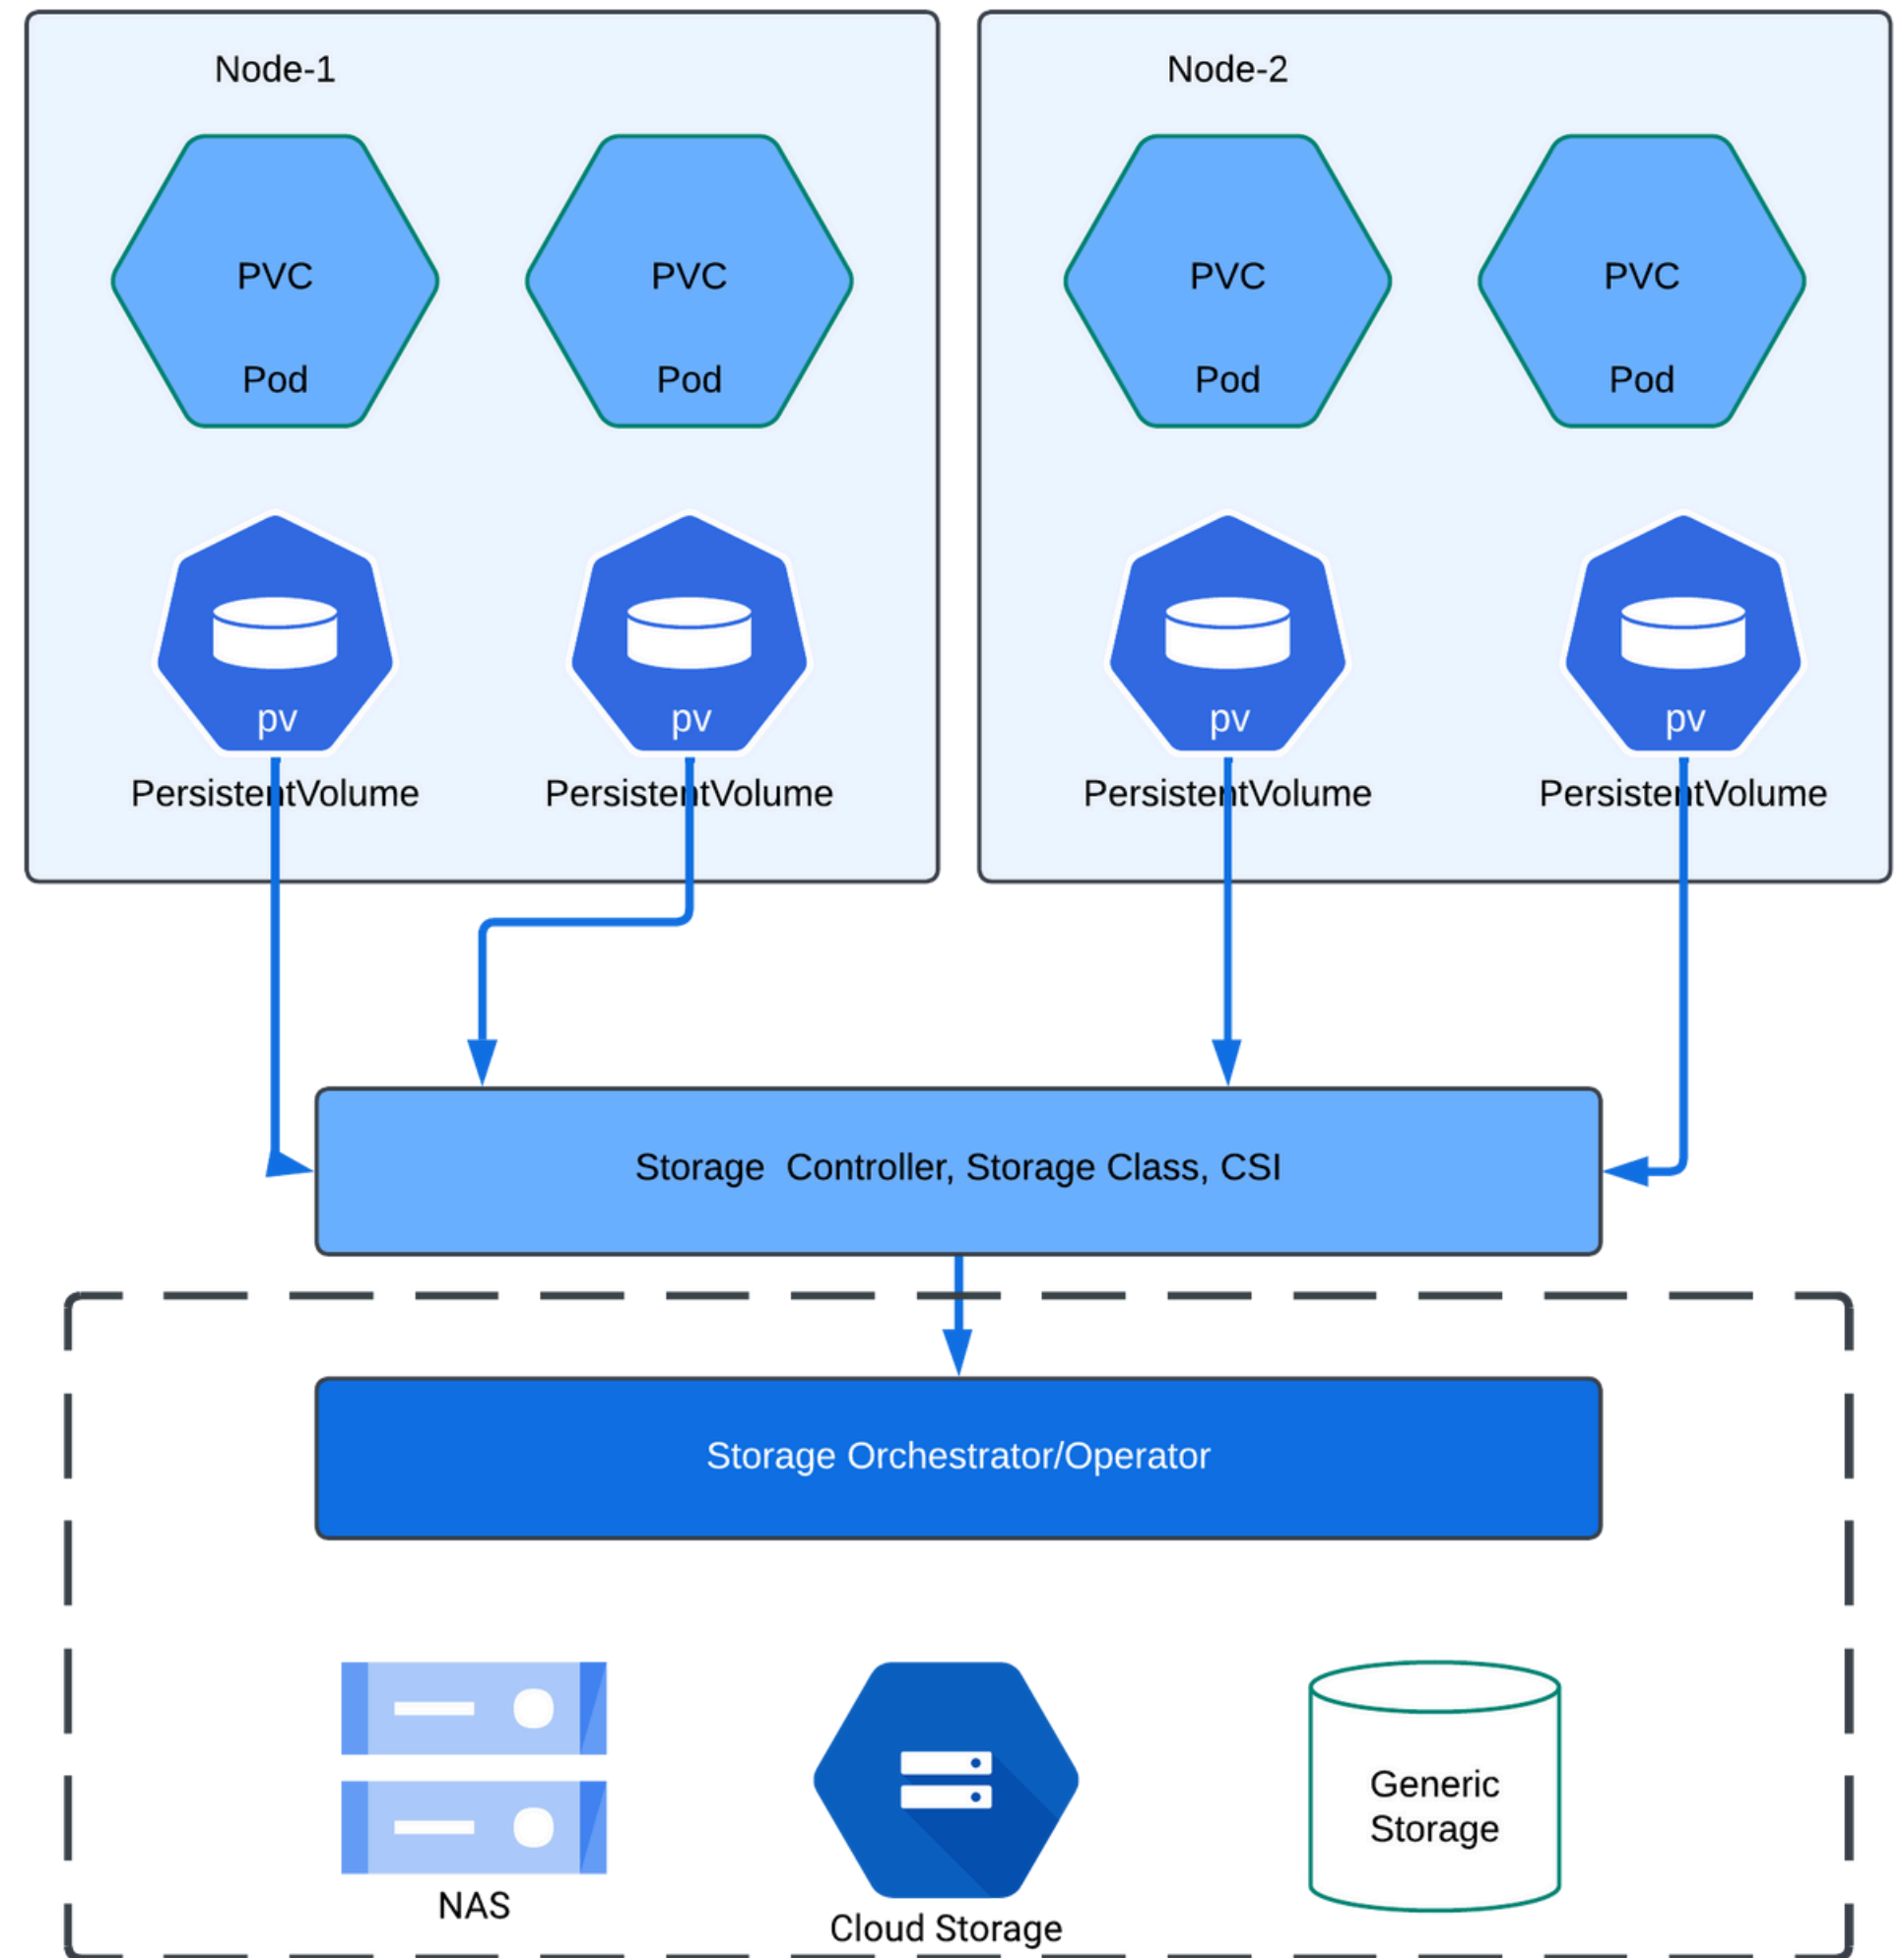 Node-1
Node-2
PVC
PVC
PVC
PVC
Pod
Pod
Pod
Pod
pv
pv
pv
pv
PersistentVolume
PersistentVolume
PersistentVolume
PersistentVolume
Storage  Controller, Storage Class, CSI
Storage Orchestrator/Operator
Generic
Storage
NAS
Cloud Storage